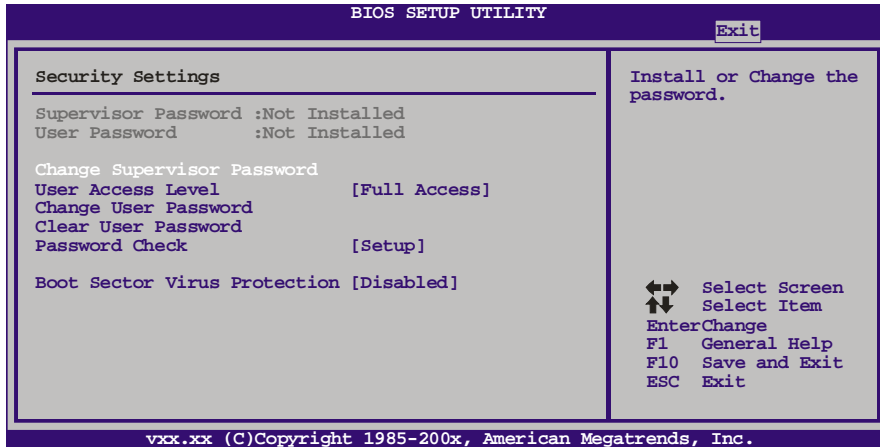 BIOS SETUP UTILITY
Exit
Security Settings
Supervisor Password :Not Installed
User Password :Not Installed
Change Supervisor Password
User Access Level [Full Access]
Change User Password
Clear User Password
Password Check [Setup]
Boot Sector Virus Protection [Disabled]
Install or Change the
password.
Select Screen
Select Item
EnterChange
F1 General Help
F10 Save and Exit
ESC Exit
vxx.xx (C)Copyright 1985-200x, American Megatrends, Inc.